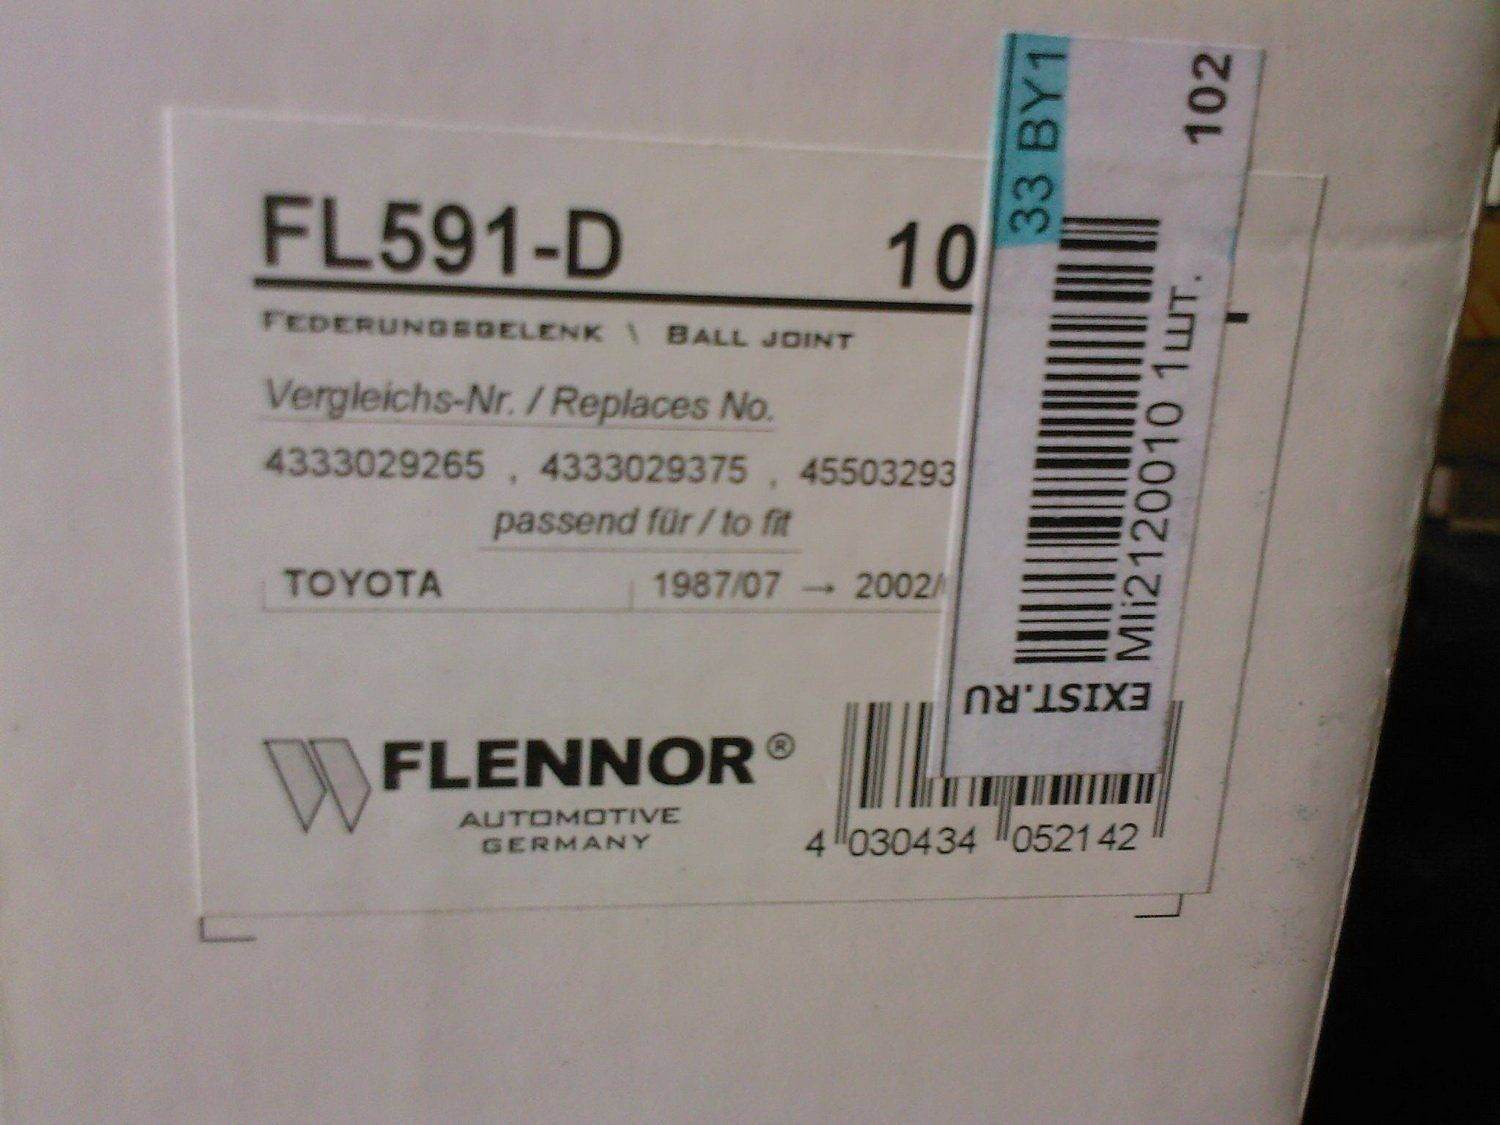 FL591-D 10
FEDERUNGSGELENK \ BALL JOINT
Vergleichs-Nr. / Replaces No.
4333029265 , 4333029375 , 45503293
passend für / to fit
TOYOTA 1987/07 → 2002/
FLENNOR ®
AUTOMOTIVE
GERMANY
4 030434 052142
33 BY1
102
Mli2120010 1шт.
EXIST.RU